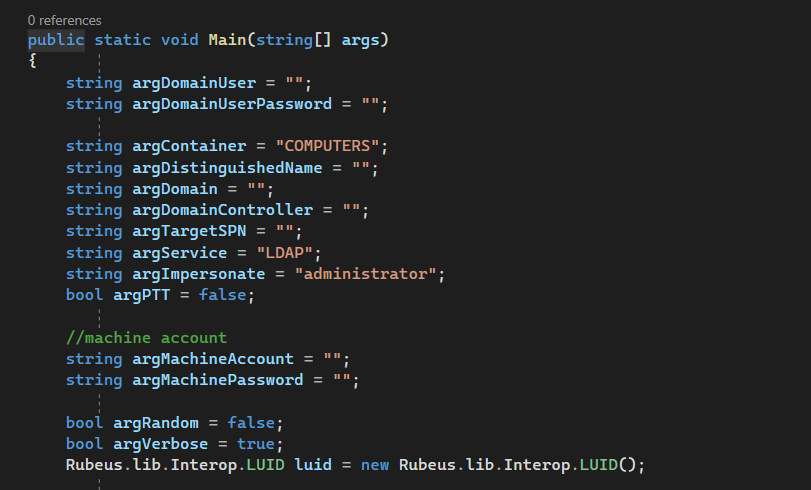 0 references
public static void Main(string[] args)
{
string argDomainUser = "";
string argDomainUserPassword = "";
string argContainer = "COMPUTERS";
string argDistinguishedName = "";
string argDomain = "";
string argDomainController = "";
string argTargetSPN = "";
string argService = "LDAP";
string argImpersonate = "administrator";
bool argPTT = false;
//machine account
string argMachineAccount = "";
string argMachinePassword = "";
bool argRandom = false;
bool argVerbose = true;
Rubeus.lib.Interop.LUID luid = new Rubeus.lib.Interop.LUID();